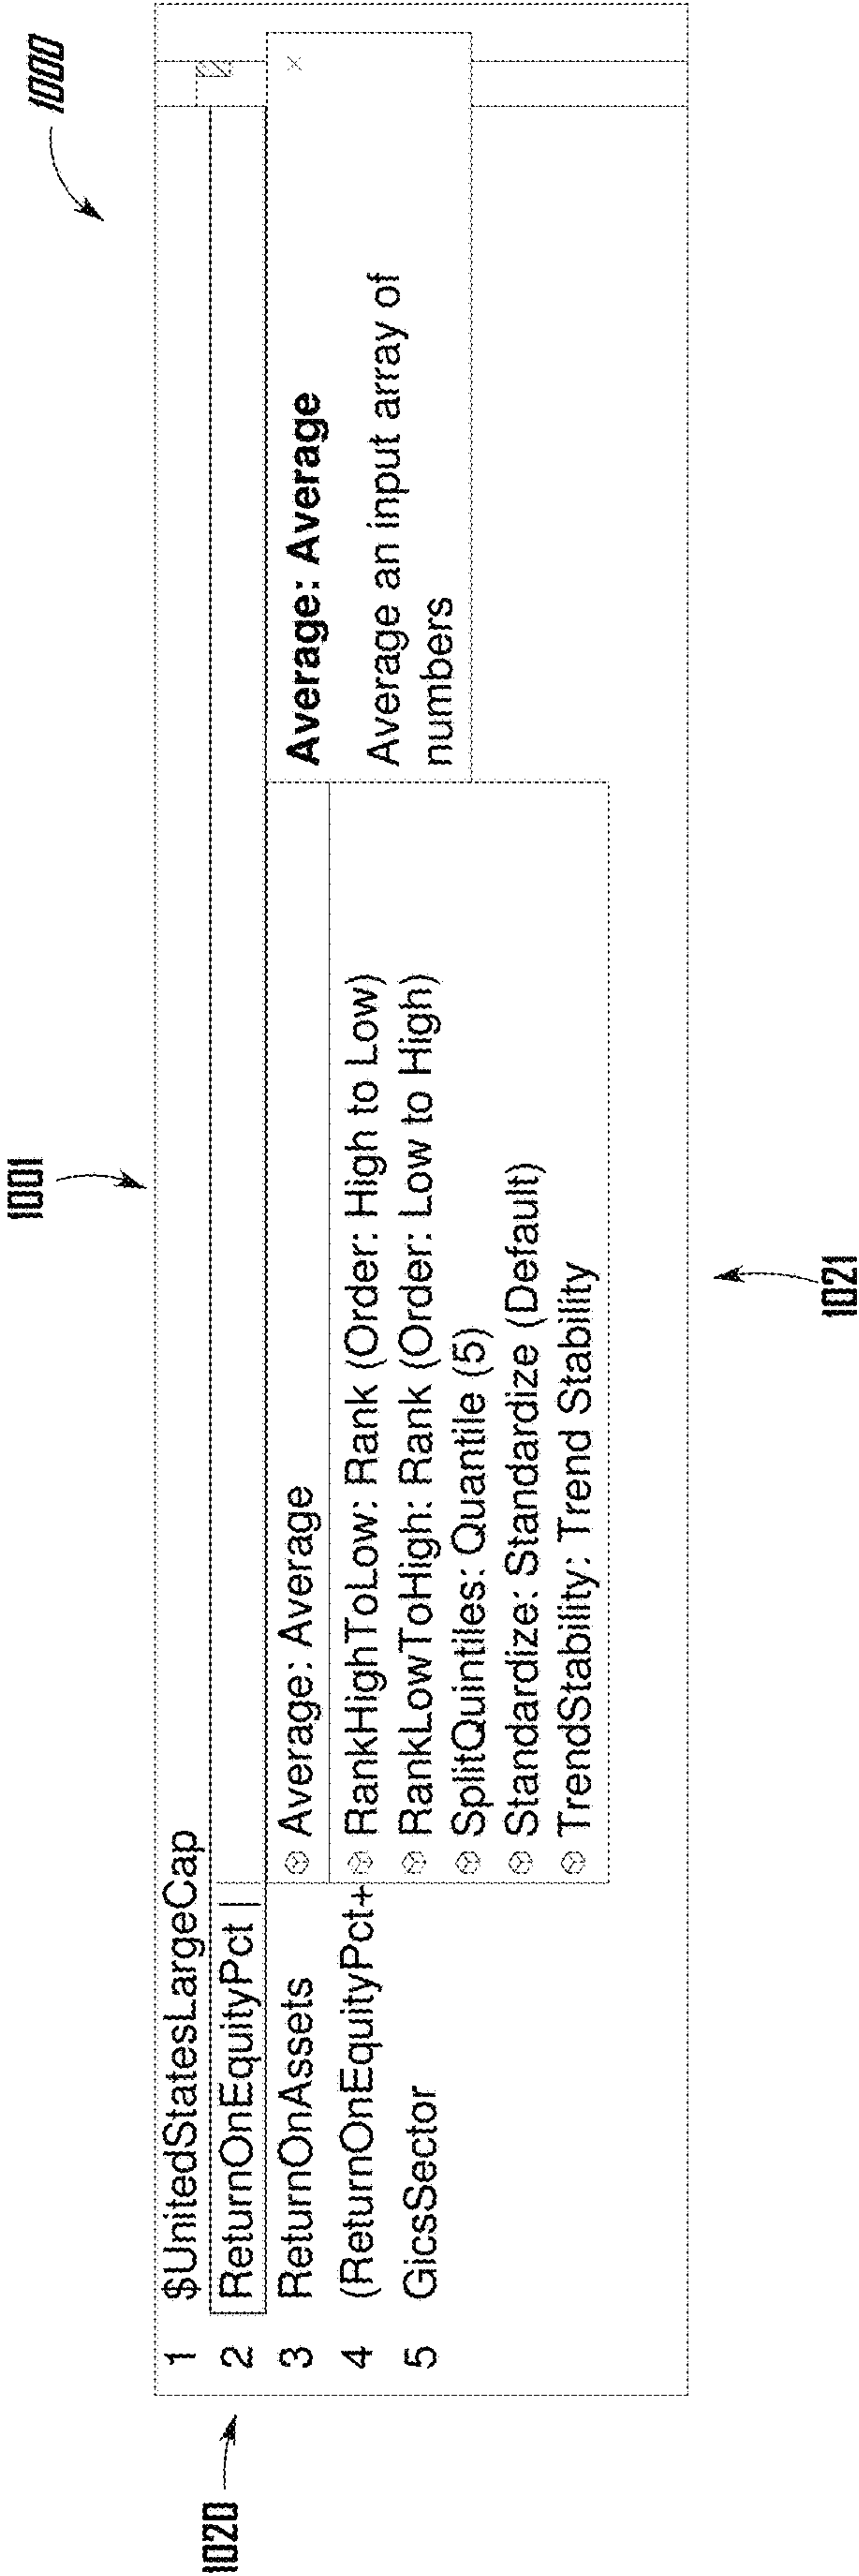 1000
1001
1020
1 $UnitedStatesLargeCap
2 ReturnOnEquityPct |
3 ReturnOnAssets
4 (ReturnOnEquityPct+
5 GicsSector
Average: Average
RankHighToLow: Rank (Order: High to Low)
RankLowToHigh: Rank (Order: Low to High)
SplitQuintiles: Quantile (5)
Standardize: Standardize (Default)
TrendStability: Trend Stability
×
Average: Average
Average an input array of
numbers
1021